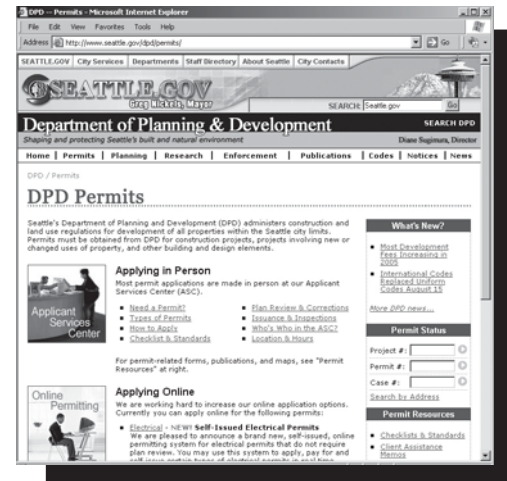 DPD -- Permits - Microsoft Internet Explorer
File Edit View Favorites Tools Help
Address http://www.seattle.gov/dpd/permits/ Go
SEATTLE.GOV City Services Departments Staff Directory About Seattle City Contacts
SEATTLE.GOV
Greg Nickels, Mayor
SEARCH: Seattle.gov Go
Department of Planning & Development SEARCH DPD
Shaping and protecting Seattle's built and natural environment Diane Sugimura, Director
Home | Permits | Planning | Research | Enforcement | Publications | Codes | Notices | News
DPD / Permits
DPD Permits
Seattle's Department of Planning and Development (DPD) administers construction and
land use regulations for development of all properties within the Seattle city limits.
Permits must be obtained from DPD for construction projects, projects involving new or
changed uses of property, and other building and design elements.
Applicant
Services
Center
Applying in Person
Most permit applications are made in person at our Applicant
Services Center (ASC).
Need a Permit?
Types of Permits
How to Apply
Checklist & Standards
Plan Review & Corrections
Issuance & Inspections
Who's Who in the ASC?
Location & Hours
For permit-related forms, publications, and maps, see "Permit
Resources" at right.
Online
Permitting
Applying Online
We are working hard to increase our online application options.
Currently you can apply online for the following permits:
Electrical - NEW! Self-Issued Electrical Permits
We are pleased to announce a brand new, self-issued, online
permitting system for electrical permits that do not require
plan review. You may use this system to apply, pay for and
self-issue certain types of electrical permits in real time
What's New?
Most Development
Fees Increasing in
2005
International Codes
Replaced Uniform
Codes August 15
More DPD news...
Permit Status
Project #:
Permit #:
Case #:
Search by Address
Permit Resources
Checklists & Standards
Client Assistance
Memos